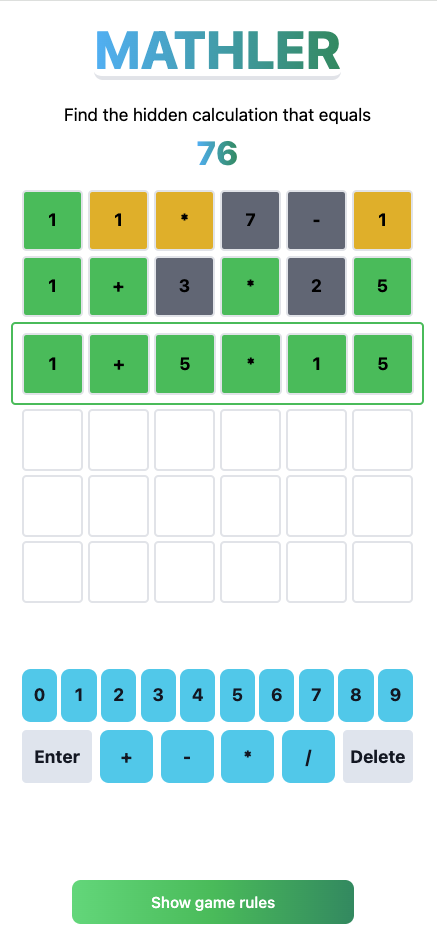 MATHLER
Find the hidden calculation that equals
76
1 1 * 7 - 1
1 + 3 * 2 5
1 + 5 * 1 5
0 1 2 3 4 5 6 7 8 9
Enter + - * / Delete
Show game rules